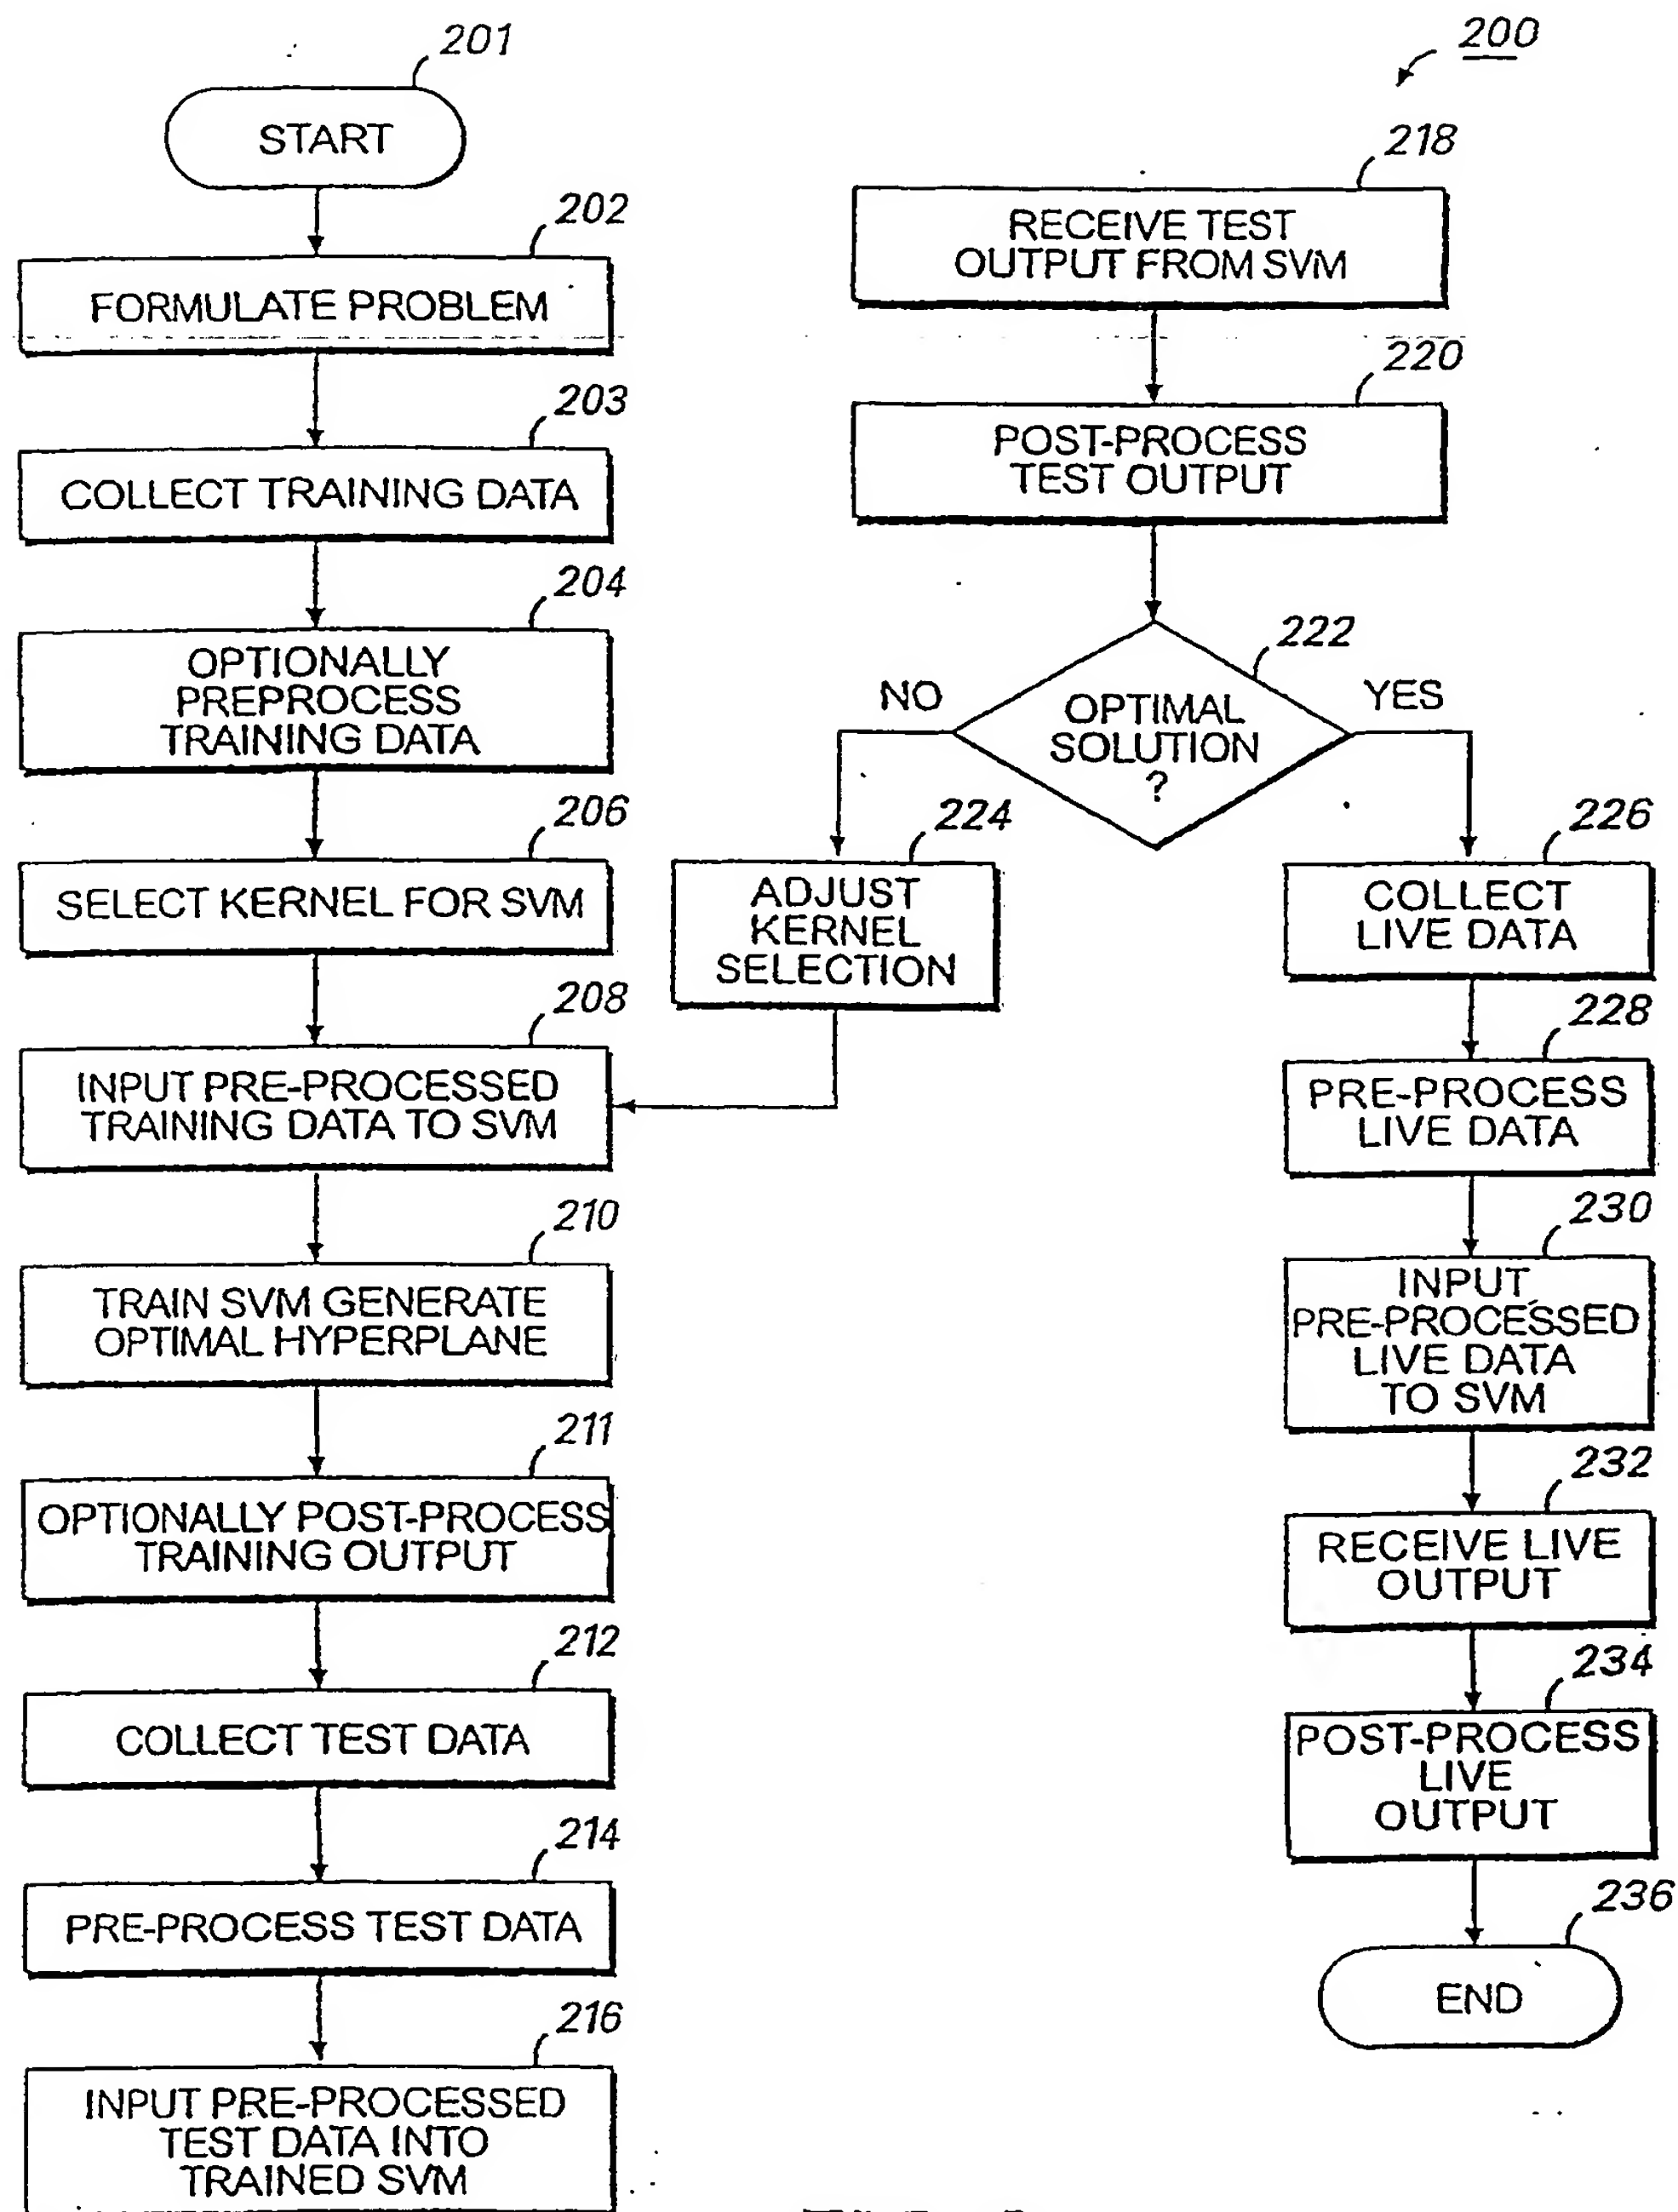 200
201
START
202
FORMULATE PROBLEM
203
COLLECT TRAINING DATA
204
OPTIONALLY
PREPROCESS
TRAINING DATA
206
SELECT KERNEL FOR SVM
208
INPUT PRE-PROCESSED
TRAINING DATA TO SVM
210
TRAIN SVM GENERATE
OPTIMAL HYPERPLANE
211
OPTIONALLY POST-PROCESS
TRAINING OUTPUT
212
COLLECT TEST DATA
214
PRE-PROCESS TEST DATA
216
INPUT PRE-PROCESSED
TEST DATA INTO
TRAINED SVM
218
RECEIVE TEST
OUTPUT FROM SVM
220
POST-PROCESS
TEST OUTPUT
222
OPTIMAL
SOLUTION
?
NO
YES
224
ADJUST
KERNEL
SELECTION
226
COLLECT
LIVE DATA
228
PRE-PROCESS
LIVE DATA
230
INPUT
PRE-PROCESSED
LIVE DATA
TO SVM
232
RECEIVE LIVE
OUTPUT
234
POST-PROCESS
LIVE
OUTPUT
236
END